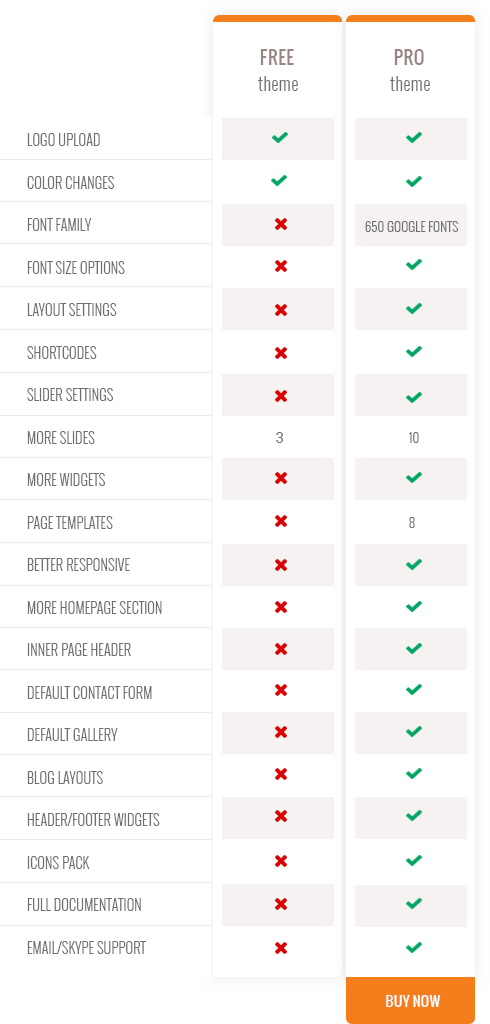 FREE PRO
theme theme
LOGO UPLOAD
COLOR CHANGES
FONT FAMILY 650 GOOGLE FONTS
FONT SIZE OPTIONS
LAYOUT SETTINGS
SHORTCODES
SLIDER SETTINGS
MORE SLIDES 3 10
MORE WIDGETS
PAGE TEMPLATES 8
BETTER RESPONSIVE
MORE HOMEPAGE SECTION
INNER PAGE HEADER
DEFAULT CONTACT FORM
DEFAULT GALLERY
BLOG LAYOUTS
HEADER/FOOTER WIDGETS
ICONS PACK
FULL DOCUMENTATION
EMAIL/SKYPE SUPPORT
BUY NOW